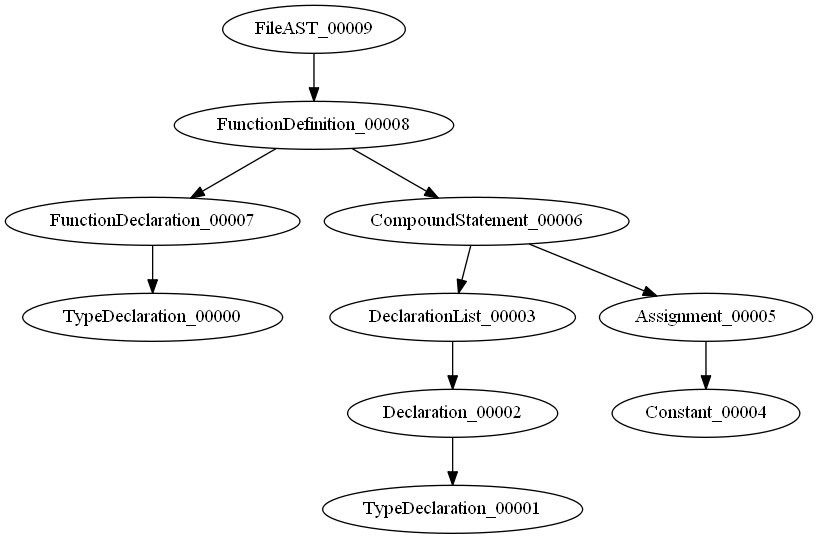 FileAST_00009
FunctionDefinition_00008
FunctionDeclaration_00007
CompoundStatement_00006
TypeDeclaration_00000
DeclarationList_00003
Assignment_00005
Declaration_00002
Constant_00004
TypeDeclaration_00001